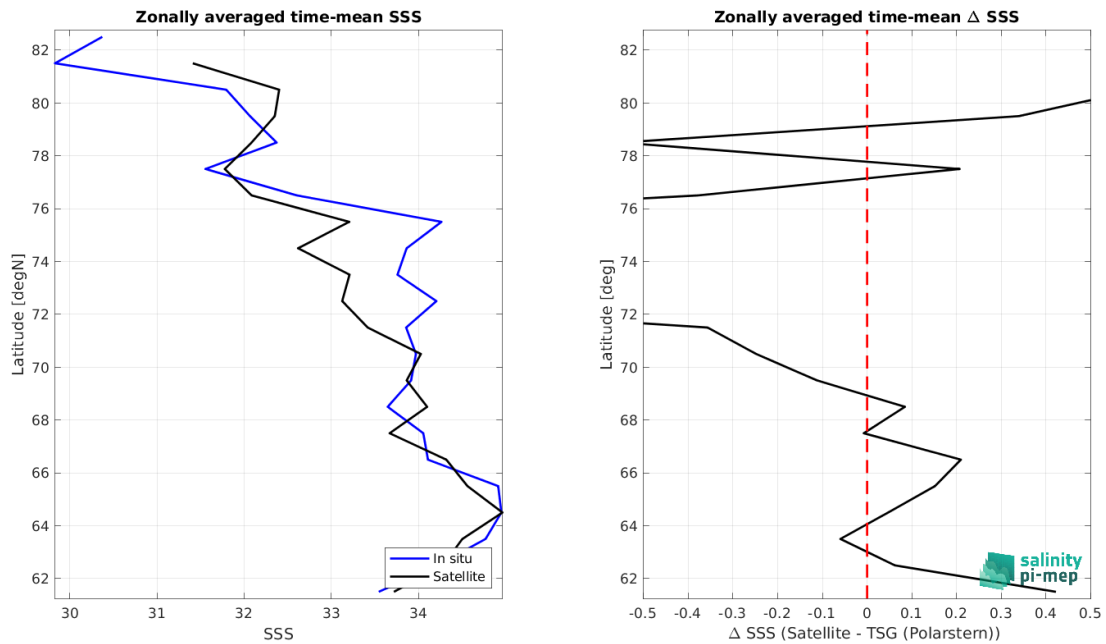 Zonally averaged time-mean SSS
82
80
78
76
74
72
70
68
66
64
62
Latitude [degN]
In situ
Satellite
30 31 32 33 34
SSS
Zonally averaged time-mean Δ SSS
82
80
78
76
74
72
70
68
66
64
62
Latitude [deg]
salinity
pi-mep
-0.5 -0.4 -0.3 -0.2 -0.1 0 0.1 0.2 0.3 0.4 0.5
Δ SSS (Satellite - TSG (Polarstern))